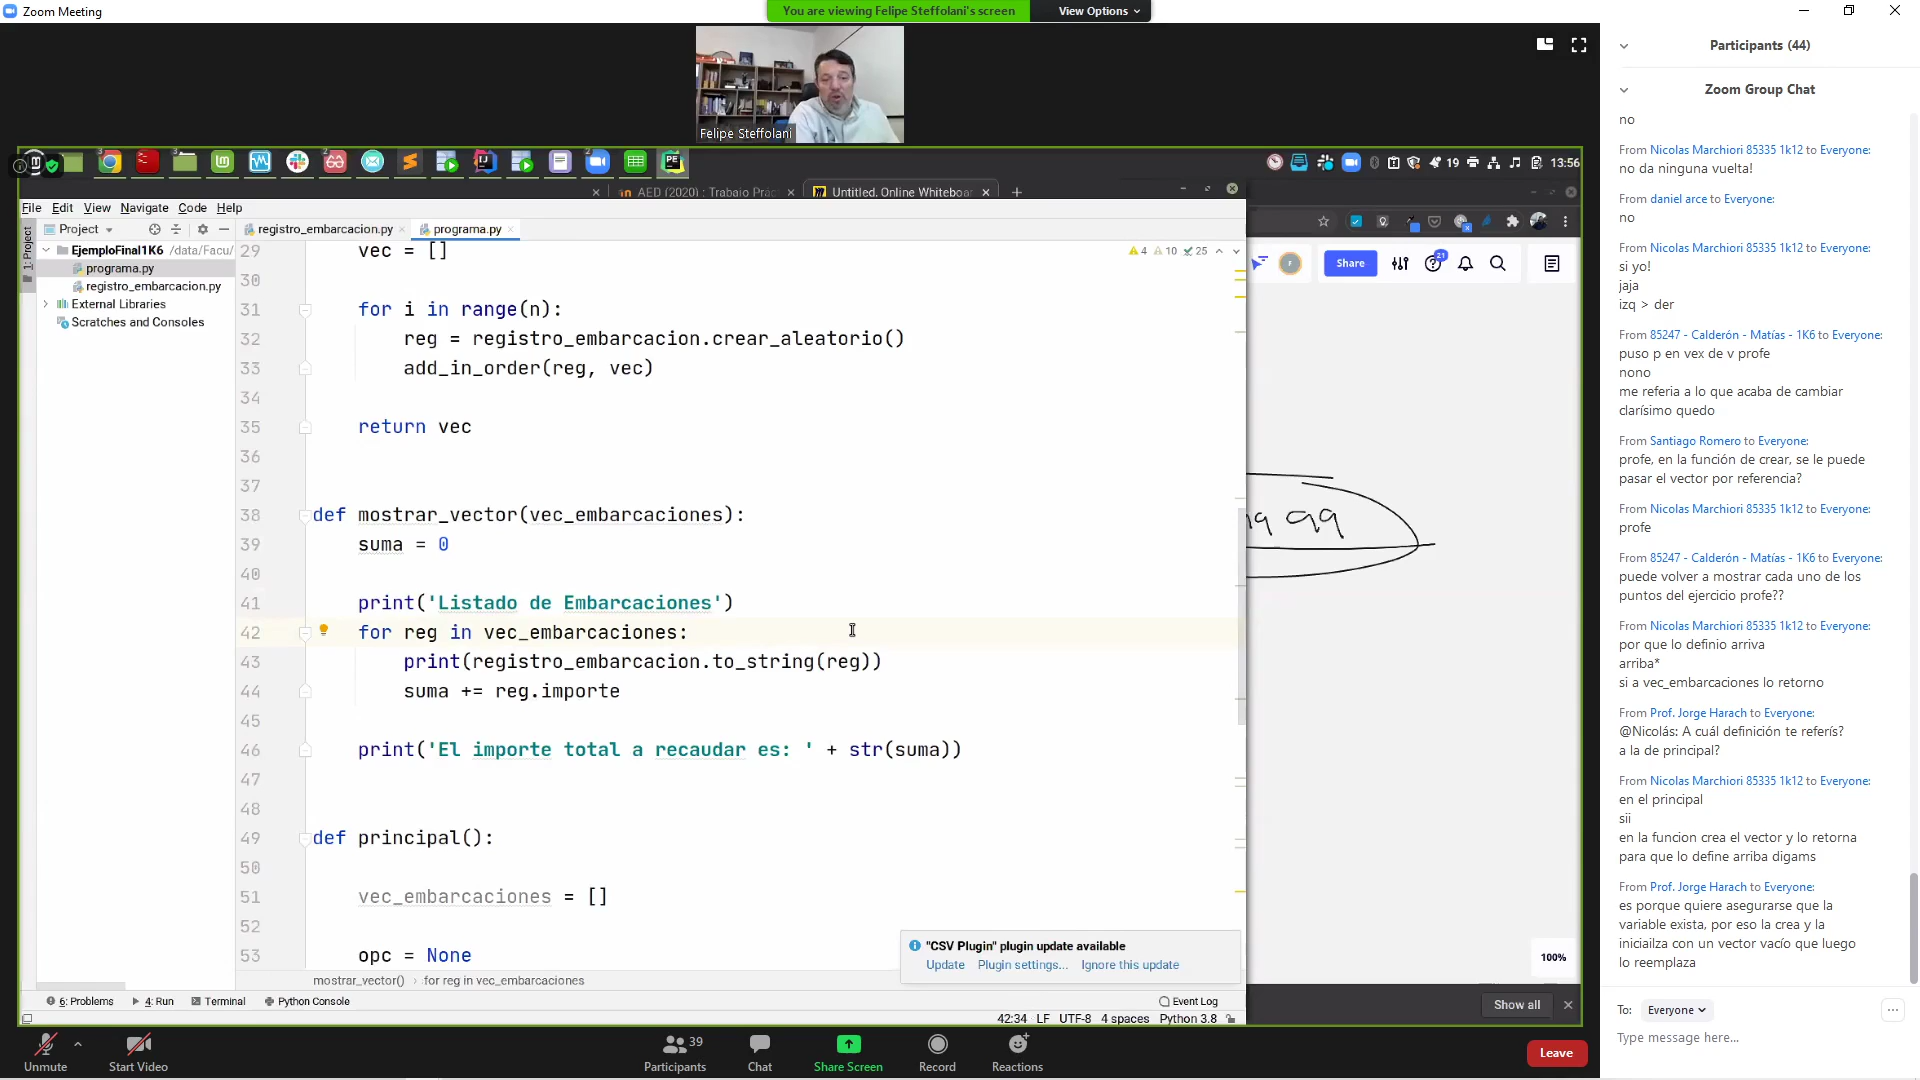 Zoom Meeting
You are viewing Felipe Steffolani's screen
View Options
Felipe Steffolani
Participants (44)
Zoom Group Chat
no
From Nicolas Marchiori 85335 1k12 to Everyone:
no da ninguna vuelta!
From daniel arce to Everyone:
no
From Nicolas Marchiori 85335 1k12 to Everyone:
si yo!
jaja
izq > der
From 85247 - Calderón - Matías - 1K6 to Everyone:
puso p en vex de v profe
nono
me referia a lo que acaba de cambiar
clarísimo quedo
From Santiago Romero to Everyone:
profe, en la función de crear, se le puede
pasar el vector por referencia?
From Nicolas Marchiori 85335 1k12 to Everyone:
profe
From 85247 - Calderón - Matías - 1K6 to Everyone:
puede volver a mostrar cada uno de los
puntos del ejercicio profe??
From Nicolas Marchiori 85335 1k12 to Everyone:
por que lo definio arriva
arriba*
si a vec_embarcaciones lo retorno
From Prof. Jorge Harach to Everyone:
@Nicolás: A cuál definición te referís?
a la de principal?
From Nicolas Marchiori 85335 1k12 to Everyone:
en el principal
sii
en la funcion crea el vector y lo retorna
para que lo define arriba digams
From Prof. Jorge Harach to Everyone:
es porque quiere asegurarse que la
variable exista, por eso la crea y la
iniciailza con un vector vacío que luego
lo reemplaza
To: Everyone
Type message here...
19 13:56
AED (2020) : Trabajo Prác
Untitled, Online Whiteboar
File Edit View Navigate Code Help
Project
registro_embarcacion.py
programa.py
1: Project
EjemploFinal1K6 /data/Facu/
programa.py
registro_embarcacion.py
External Libraries
Scratches and Consoles
4 10 25
29 vec = []
30
31 for i in range(n):
32 reg = registro_embarcacion.crear_aleatorio()
33 add_in_order(reg, vec)
34
35 return vec
36
37
38 def mostrar_vector(vec_embarcaciones):
39 suma = 0
40
41 print('Listado de Embarcaciones')
42 for reg in vec_embarcaciones:
43 print(registro_embarcacion.to_string(reg))
44 suma += reg.importe
45
46 print('El importe total a recaudar es: ' + str(suma))
47
48
49 def principal():
50
51 vec_embarcaciones = []
52
53 opc = None
"CSV Plugin" plugin update available
Update Plugin settings... Ignore this update
mostrar_vector() for reg in vec_embarcaciones
6: Problems 4: Run Terminal Python Console
Event Log
42:34 LF UTF-8 4 spaces Python 3.8
Share
21
99
100%
Show all
Unmute
Start Video
Participants 39
Chat
Share Screen
Record
Reactions
Leave